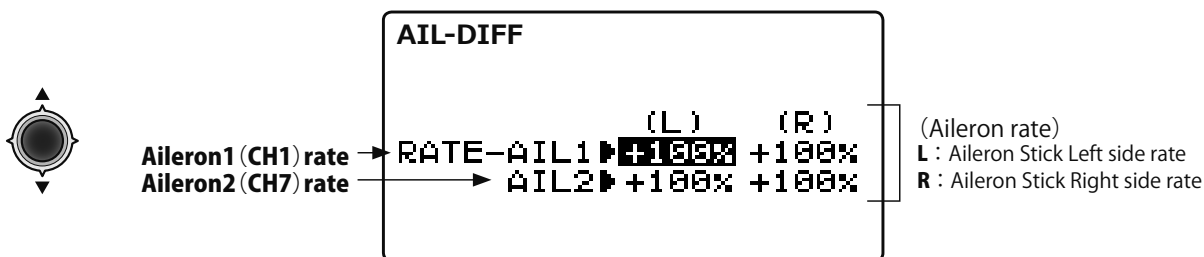 AIL-DIFF
(L) (R)
Aileron1(CH1)rate RATE-AIL1 +100% +100%
Aileron2(CH7)rate AIL2 +100% +100%
(Aileron rate)
L : Aileron Stick Left side rate
R : Aileron Stick Right side rate